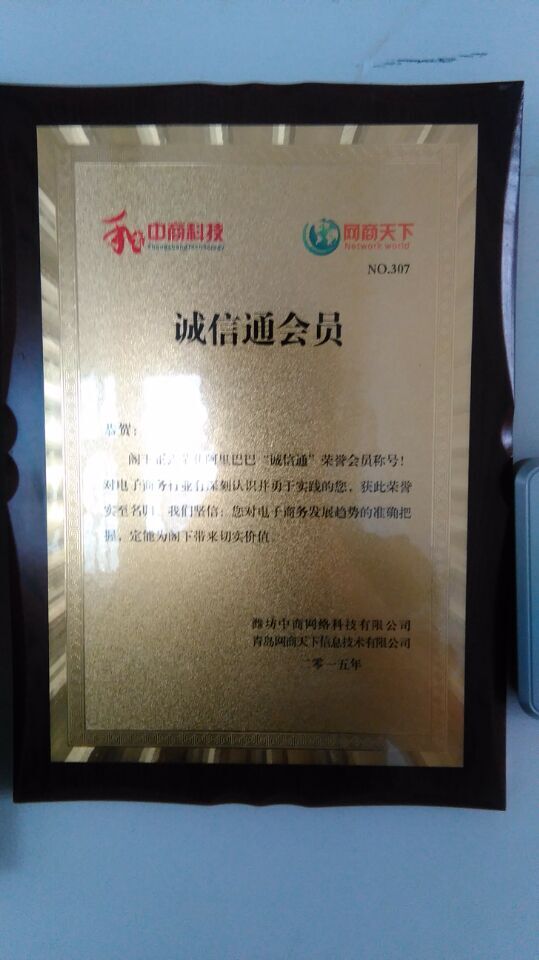 中商科技
Zhongshang technology
网商天下
Network world
NO.307
诚信通会员
恭贺：
阁下正式 阿里巴巴“诚信通”荣誉会员称号！
对电子商务行业有深刻认识并勇于实践的您，获此荣誉
实至名归。我们坚信：您对电子商务发展趋势的准确把
握，定能为阁下带来切实价值
潍坊中商网络科技有限公司
青岛网商天下信息技术有限公司
二零一五年